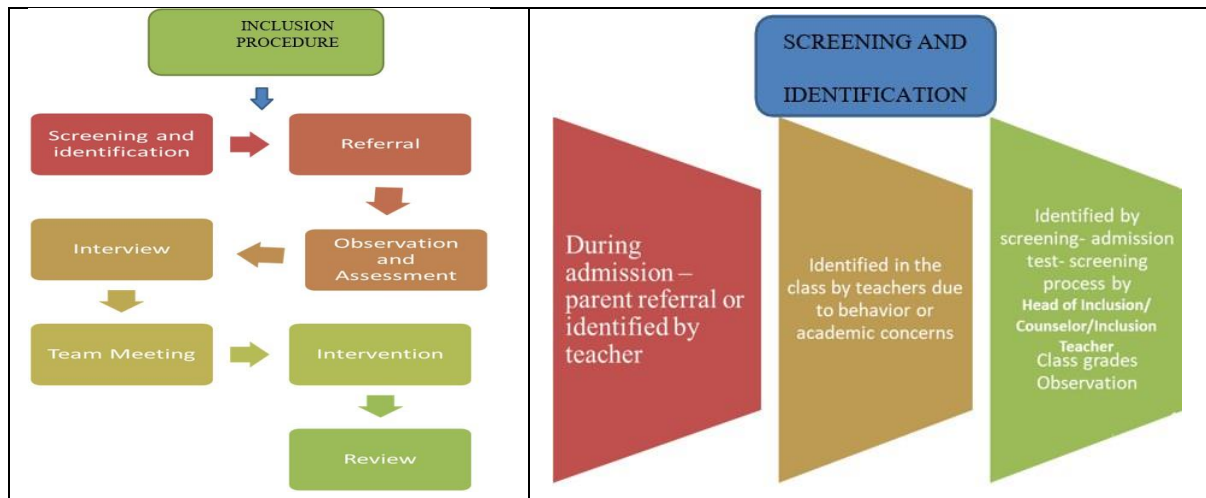 INCLUSION
PROCEDURE
Screening and
identification
Referral
Observation
and
Assessment
Interview
Team Meeting
Intervention
Review
SCREENING AND
IDENTIFICATION
During
admission –
parent referral or
identified by
teacher
Identified in the
class by teachers due
to behavior or
academic concerns
Identified by
screening- admission
test- screening
process by
Head of Inclusion/
Counselor/Inclusion
Teacher
Class grades
Observation